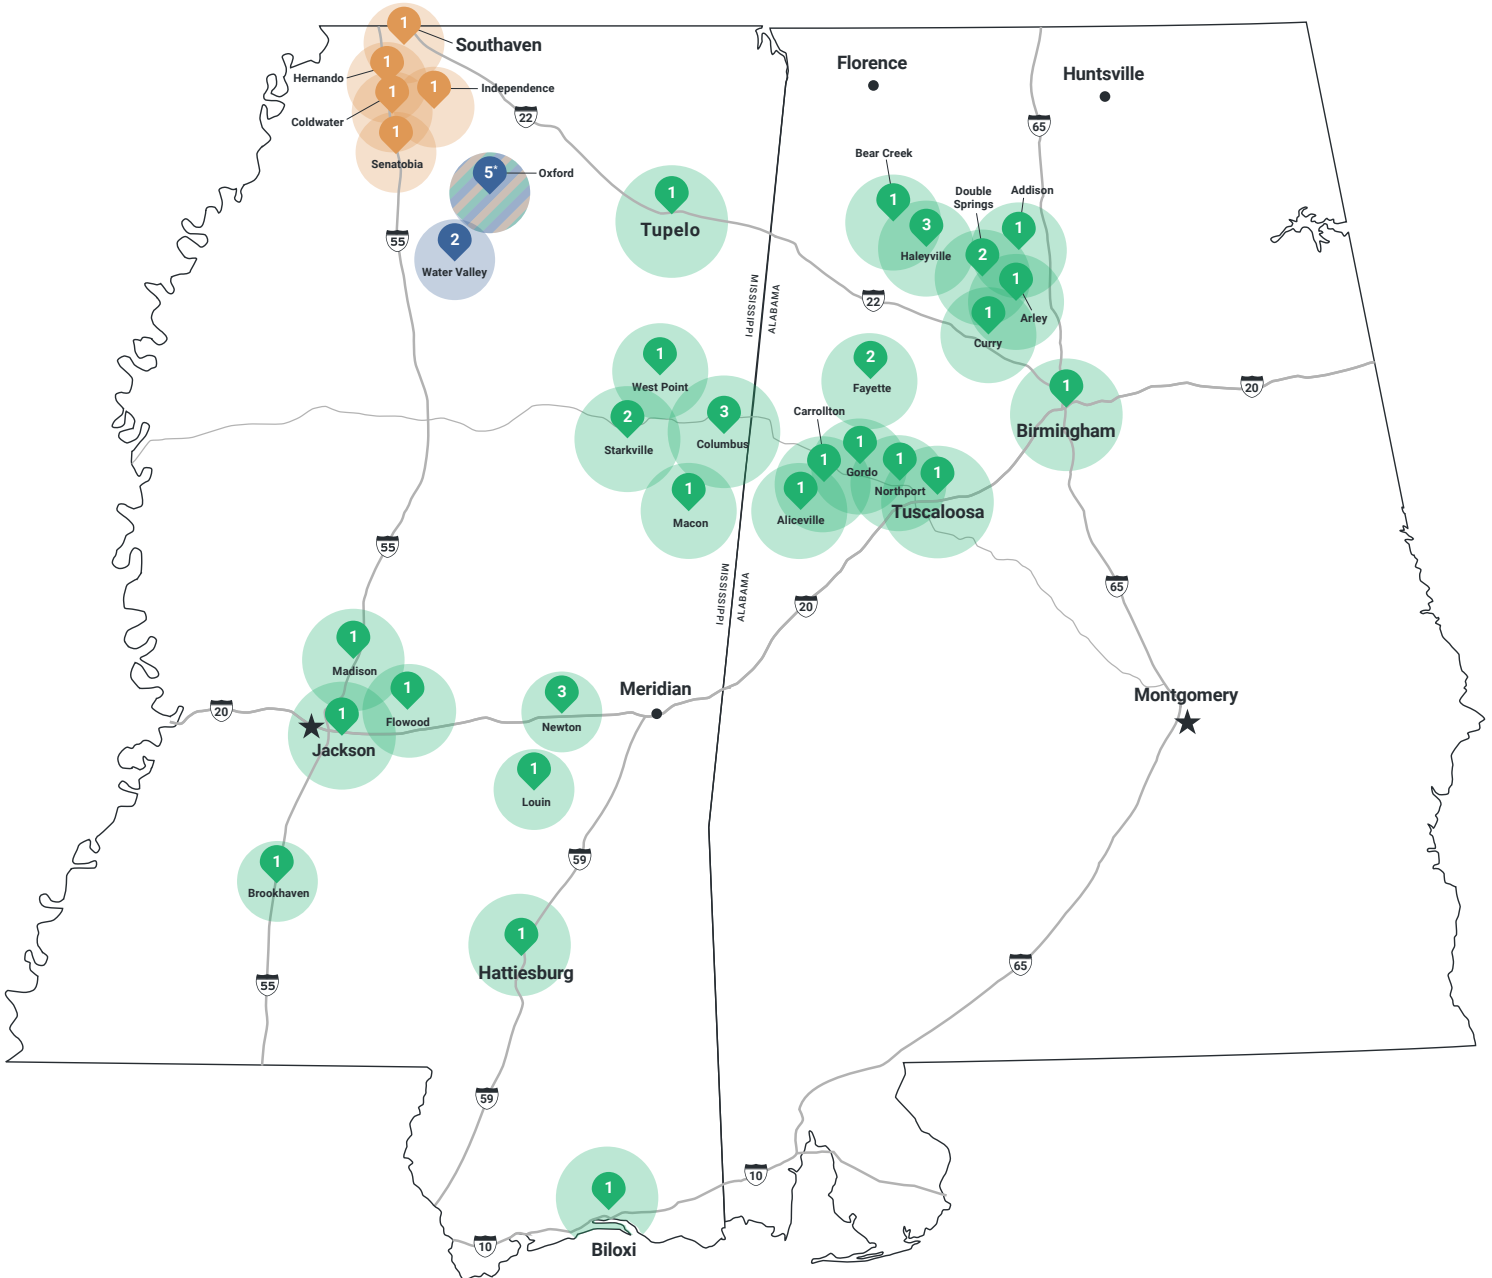 1
Southaven
1
Hernando
1
Independence
1
Coldwater
22
1
Senatobia
5*
Oxford
55
2
Water Valley
1
Tupelo
Florence
Huntsville
65
Bear Creek
1
3
Haleyville
Double
Springs
2
Addison
1
1
Arley
1
Curry
MISSISSIPPI
ALABAMA
22
1
West Point
2
Starkville
3
Columbus
1
Macon
2
Fayette
Carrollton
1
1
Gordo
1
Northport
1
Tuscaloosa
1
Aliceville
1
Birmingham
20
55
MISSISSIPPI
ALABAMA
20
65
1
Madison
1
Flowood
1
Jackson
20
3
Newton
Meridian
Montgomery
1
Louin
59
1
Brookhaven
1
Hattiesburg
55
65
59
10
1
Biloxi
10